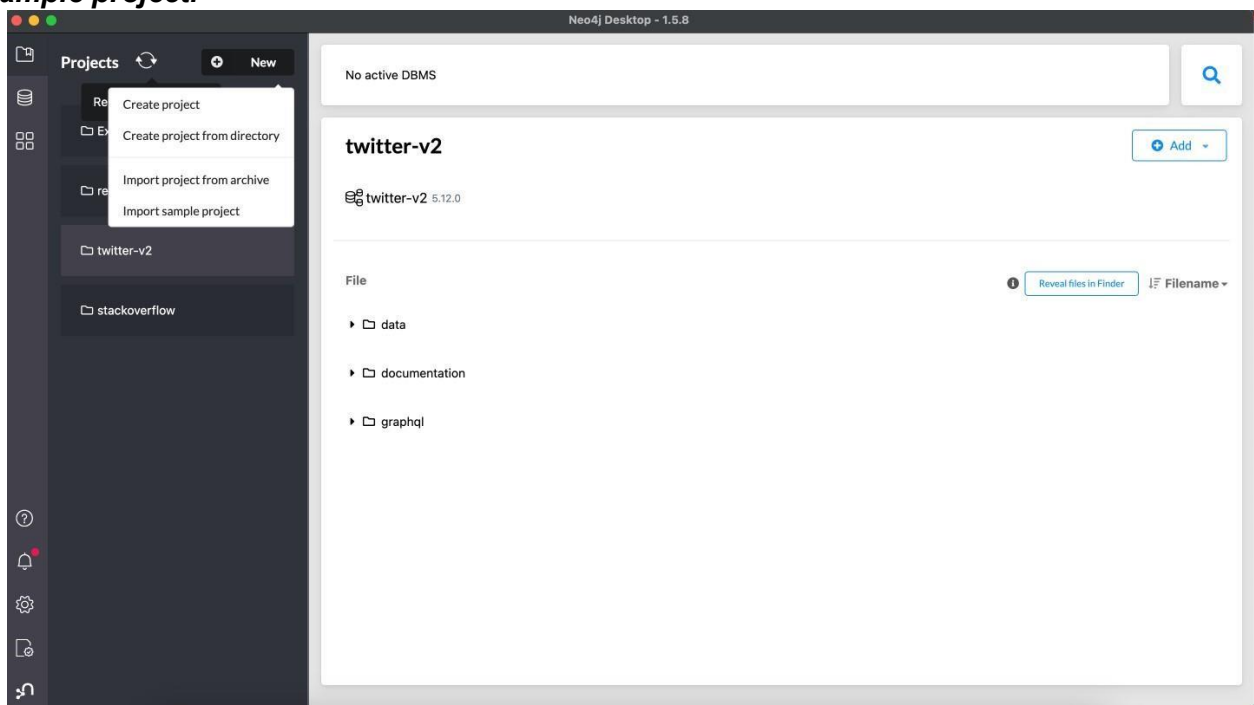 Neo4j Desktop - 1.5.8
Projects
New
Create project
Create project from directory
Import project from archive
Import sample project
twitter-v2
stackoverflow
No active DBMS
twitter-v2
Add
twitter-v2 5.12.0
File
Reveal files in Finder
Filename
data
documentation
graphql